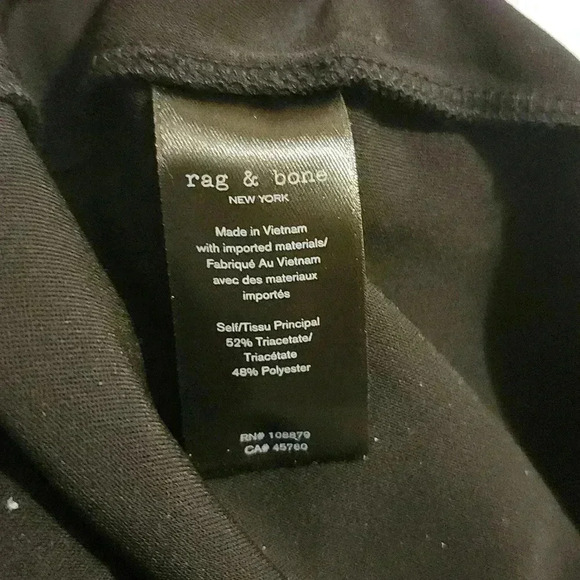 rag & bone
NEW YORK
Made in Vietnam
with imported materials/
Fabriqué Au Vietnam
avec des materiaux
importés
Self/Tissu Principal
52% Triacetate/
Triacétate
48% Polyester
RN# 108879
CA# 45760